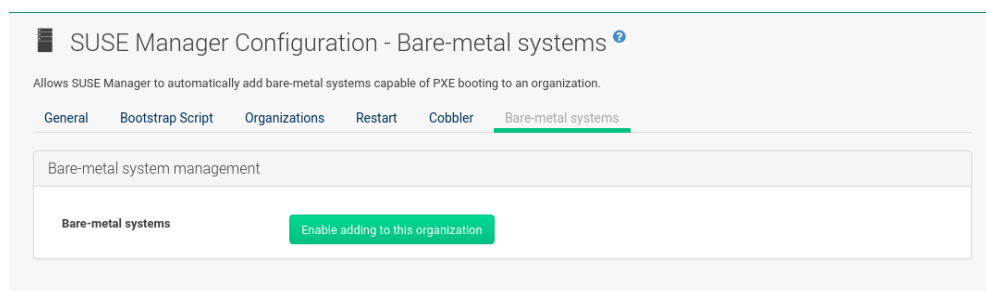 SUSE Manager Configuration - Bare-metal systems ?
Allows SUSE Manager to automatically add bare-metal systems capable of PXE booting to an organization.
General Bootstrap Script Organizations Restart Cobbler Bare-metal systems
Bare-metal system management
Bare-metal systems Enable adding to this organization